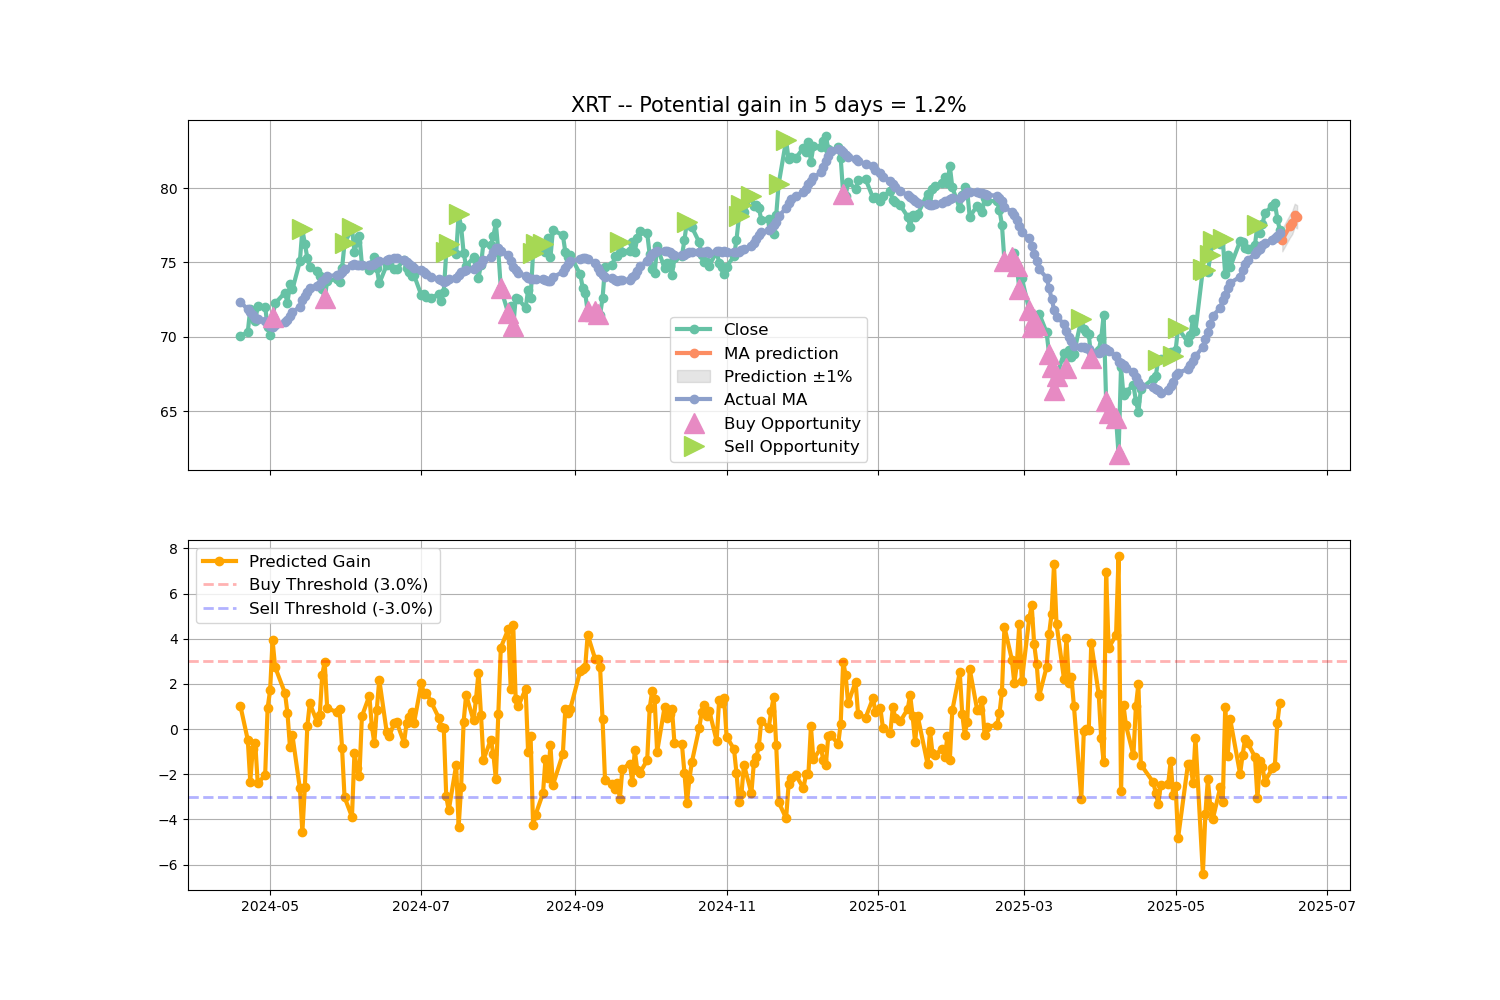 XRT -- Potential gain in 5 days = 1.2%
80
75
70
65
Close
MA prediction
Prediction ±1%
Actual MA
Buy Opportunity
Sell Opportunity
8
6
4
2
0
−2
−4
−6
Predicted Gain
Buy Threshold (3.0%)
Sell Threshold (-3.0%)
2024-05 2024-07 2024-09 2024-11 2025-01 2025-03 2025-05 2025-07